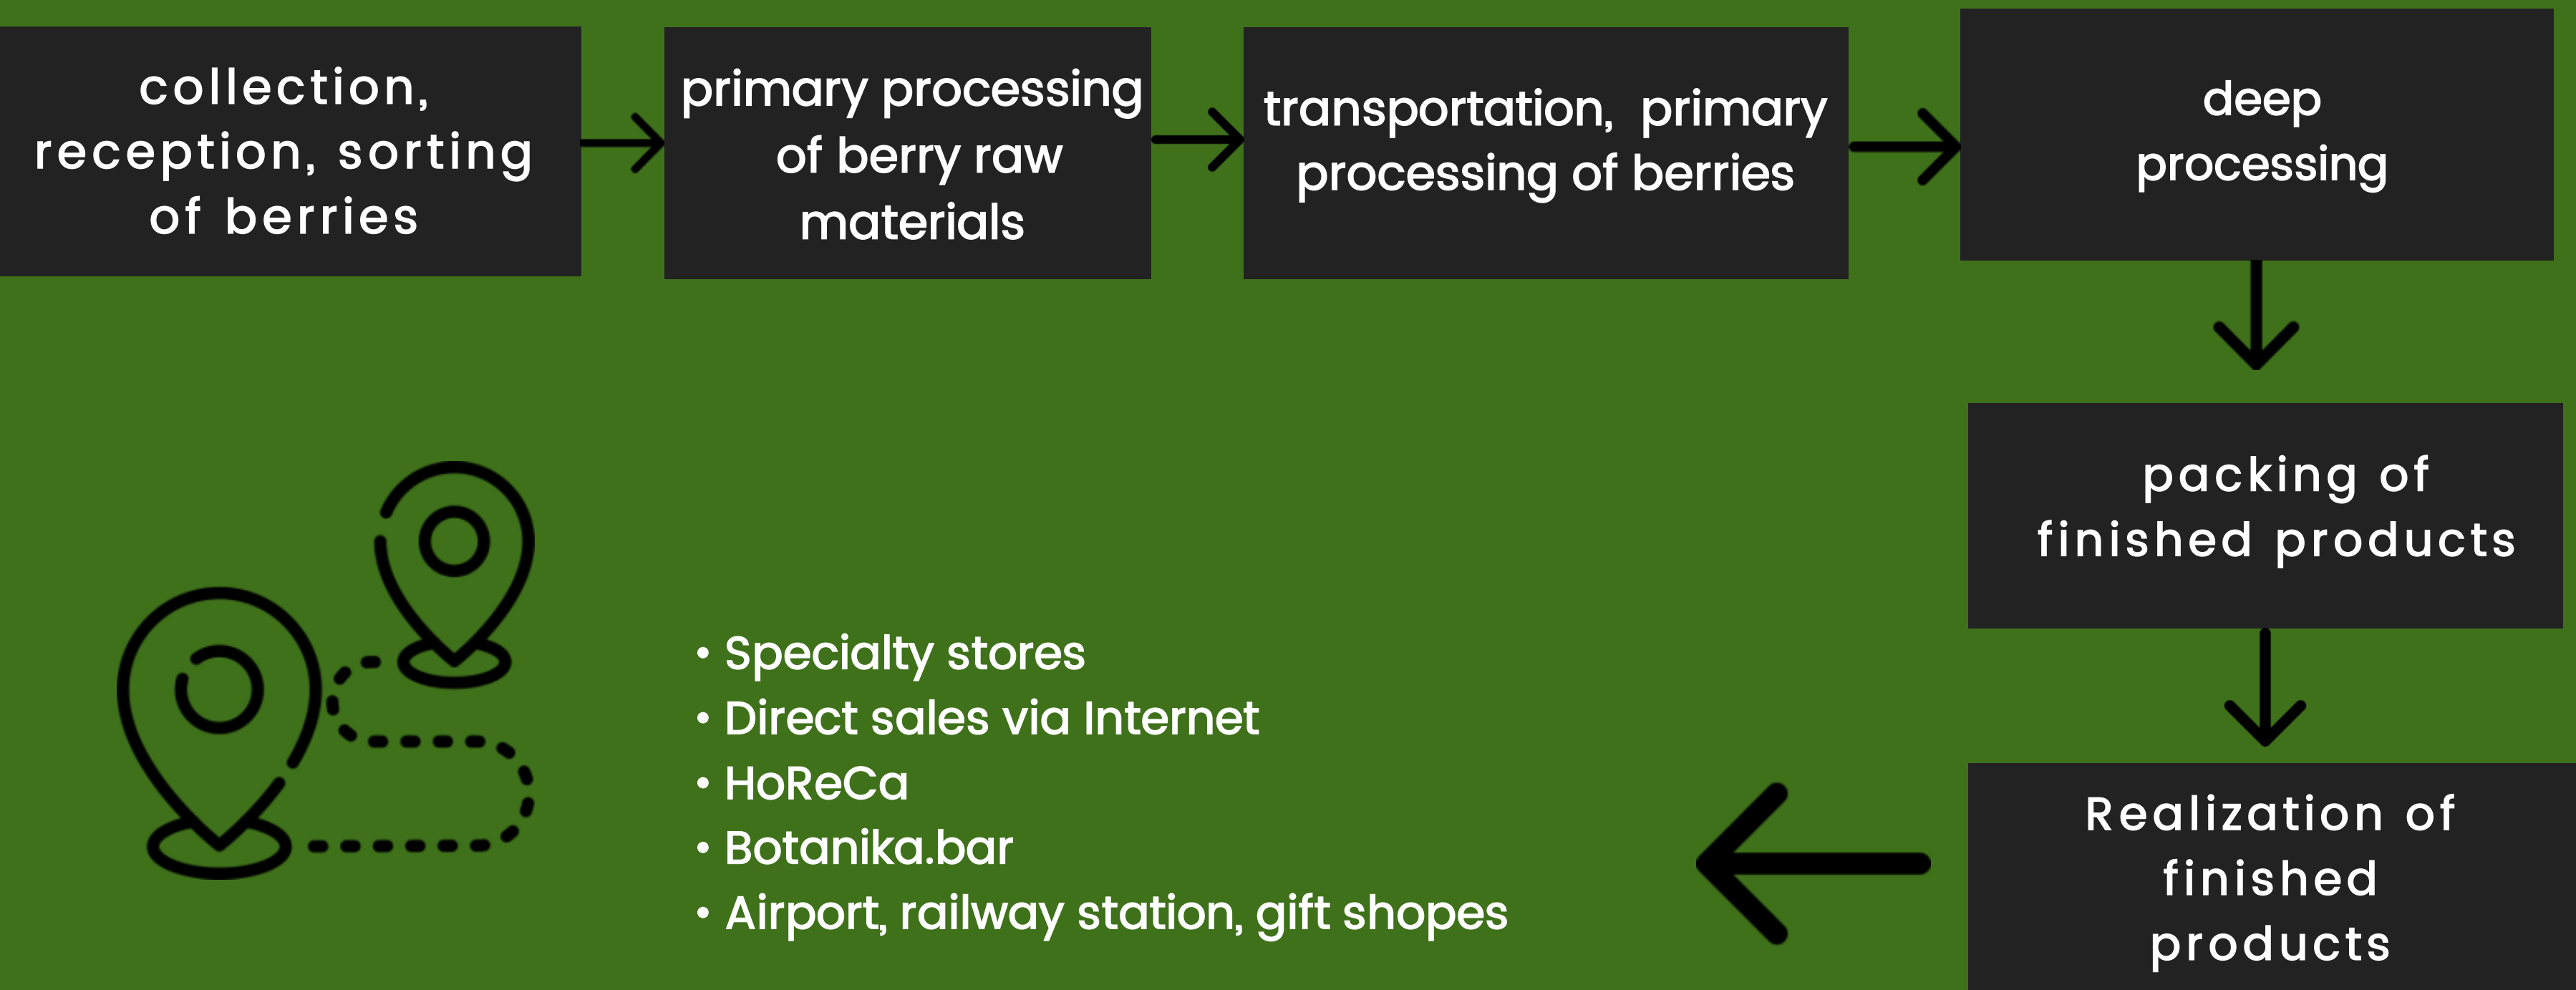 collection,
reception, sorting
of berries
primary processing
of berry raw
materials
transportation,  primary
processing of berries
deep
processing
packing of
finished products
Realization of
finished
products
• Specialty stores
• Direct sales via Internet
• HoReCa
• Botanika.bar
• Airport, railway station, gift shopes